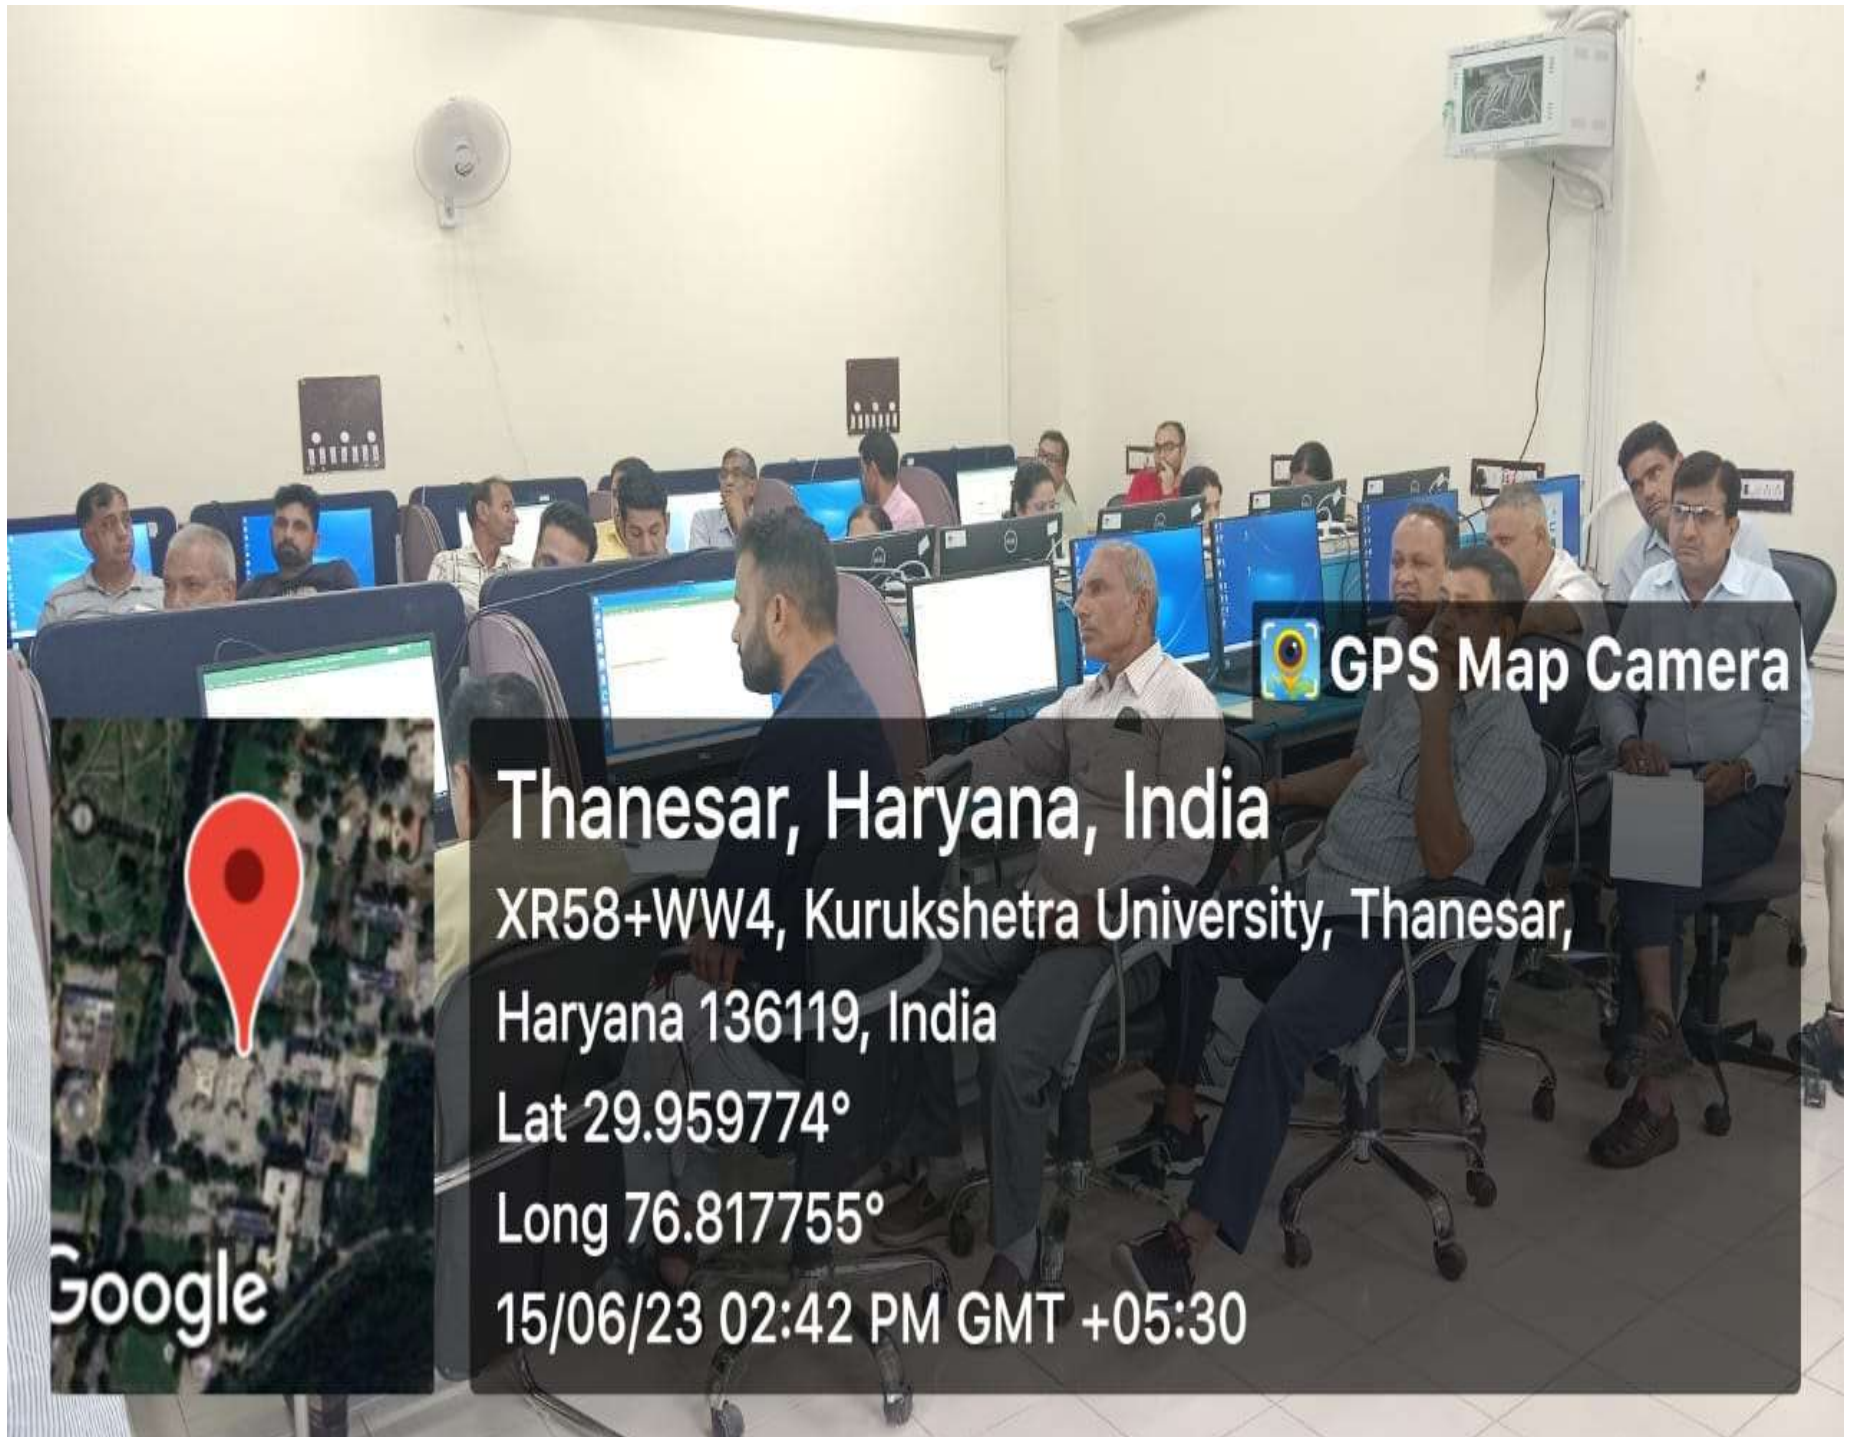 GPS Map Camera
Thanesar, Haryana, India
XR58+WW4, Kurukshetra University, Thanesar,
Haryana 136119, India
Lat 29.959774°
Long 76.817755°
15/06/23 02:42 PM GMT +05:30
Google